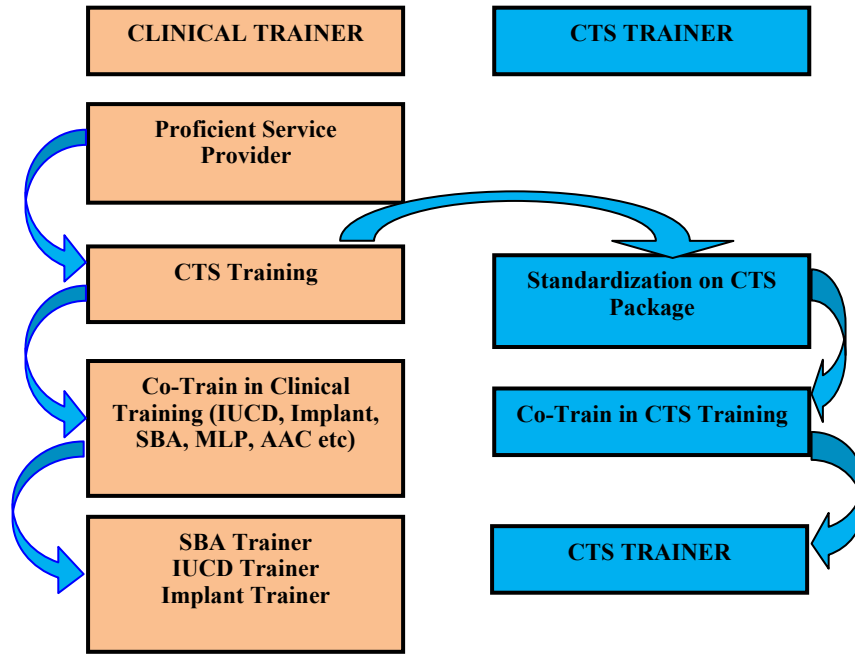 CLINICAL TRAINER
CTS TRAINER
Proficient Service
Provider
CTS Training
Standardization on CTS
Package
Co-Train in Clinical
Training (IUCD, Implant,
SBA, MLP, AAC etc)
Co-Train in CTS Training
SBA Trainer
IUCD Trainer
Implant Trainer
CTS TRAINER